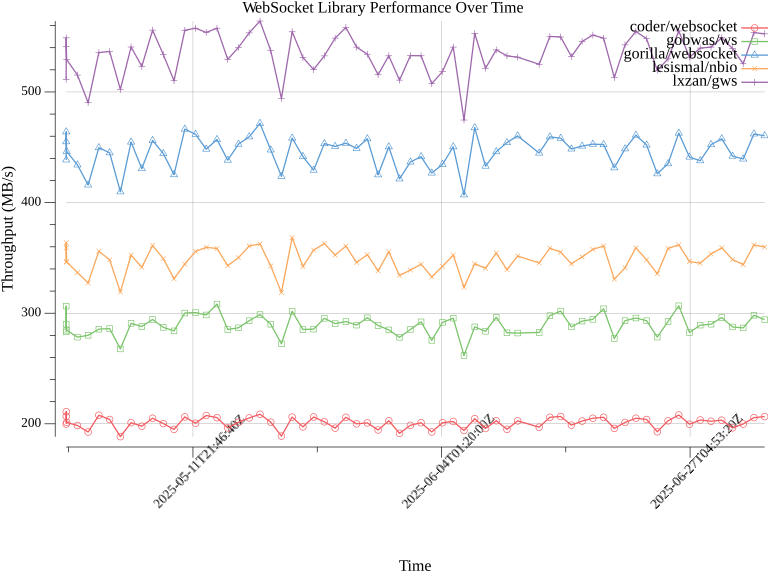 WebSocket Library Performance Over Time
coder/websocket
gobwas/ws
gorilla/websocket
lesismal/nbio
lxzan/gws
Throughput (MB/s)
500
400
300
200
2025-05-11T21:46:40Z
2025-06-04T01:20:00Z
2025-06-27T04:53:20Z
Time